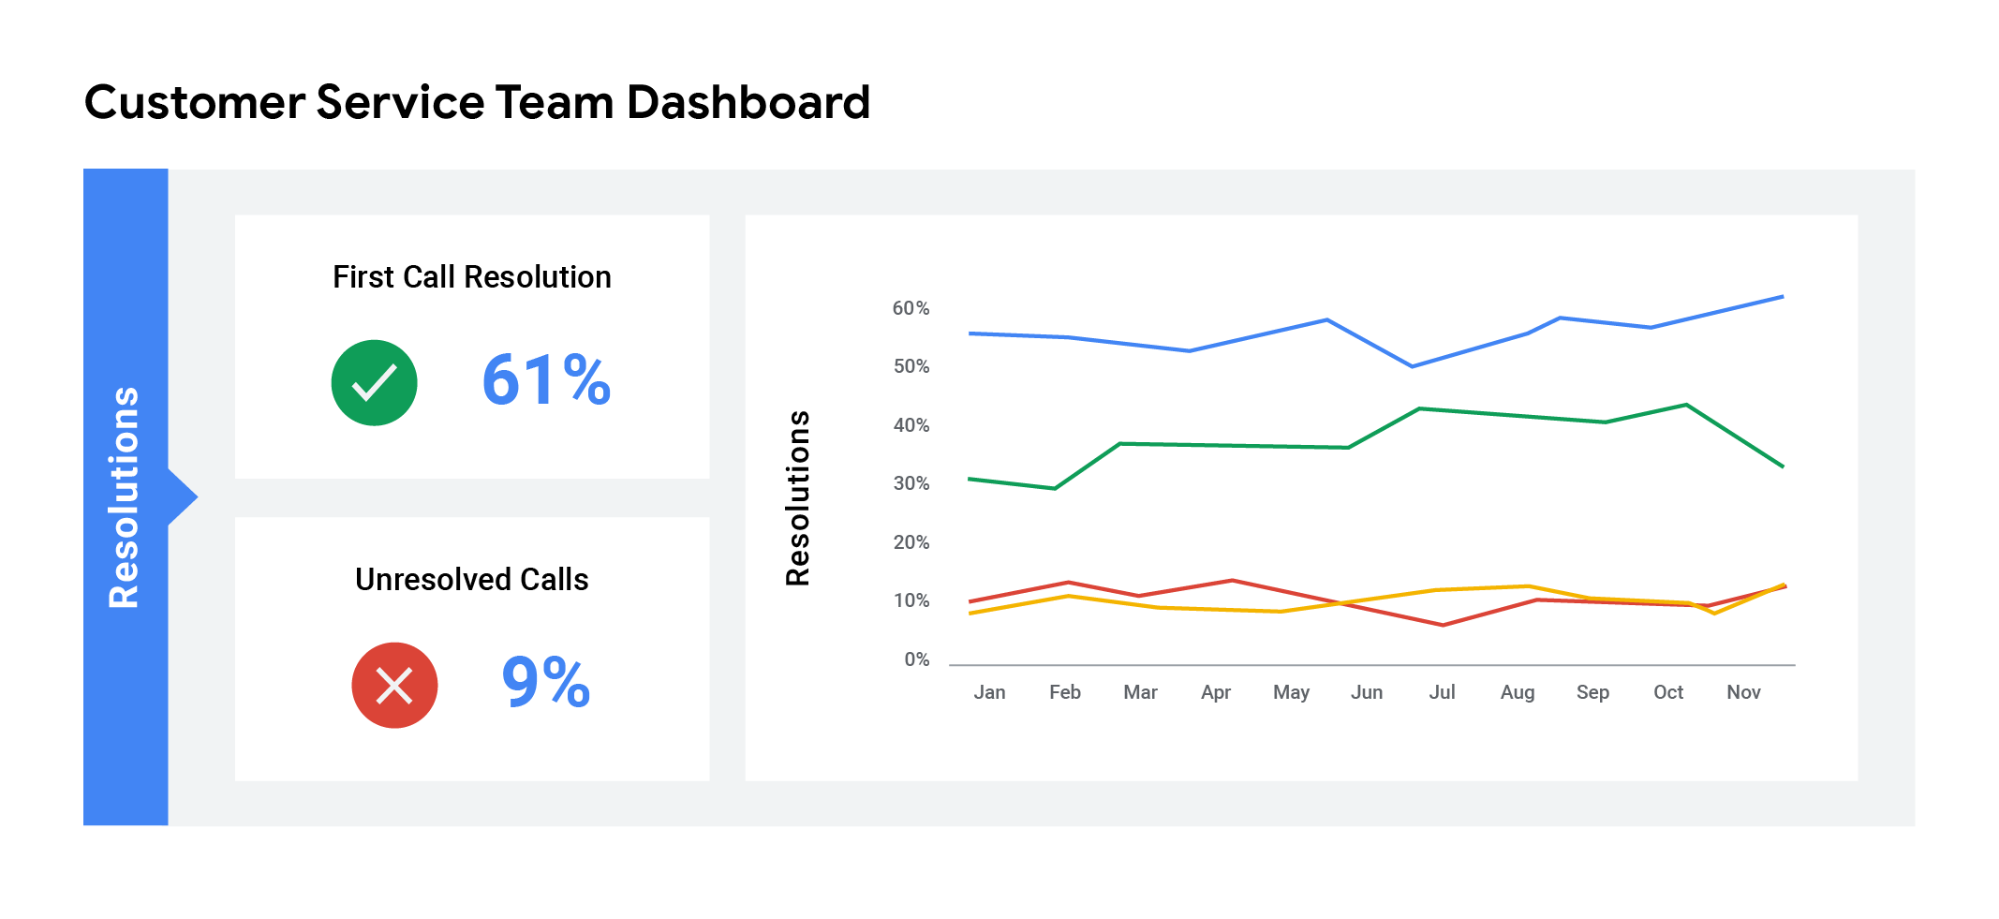 Customer Service Team Dashboard
Resolutions
First Call Resolution
61%
Unresolved Calls
9%
Resolutions
60%
50%
40%
30%
20%
10%
0%
Jan Feb Mar Apr May Jun Jul Aug Sep Oct Nov